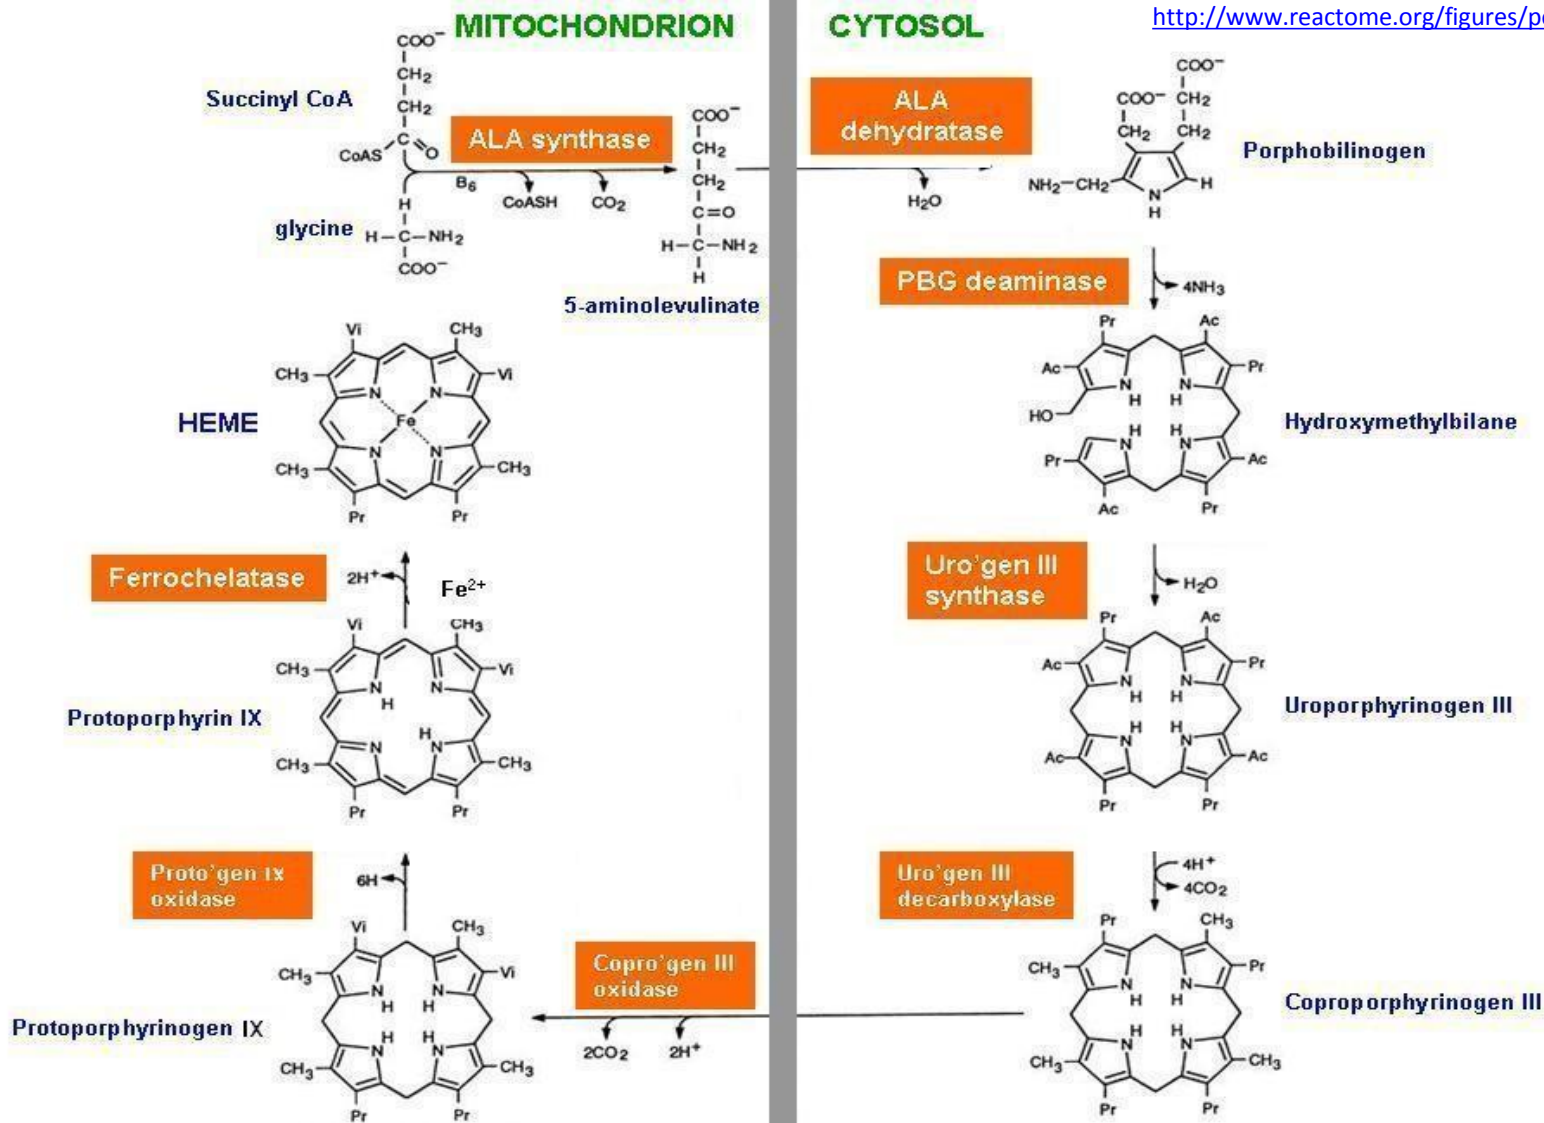 MITOCHONDRION
CYTOSOL
http://www.reactome.org/figures/po
Succinyl CoA
COO⁻
CH₂
CH₂
C
O
CoAS
ALA synthase
B₆
CoASH
CO₂
glycine
H
H–C–NH₂
COO⁻
COO⁻
CH₂
CH₂
C=O
H–C–NH₂
H
5-aminolevulinate
ALA
dehydratase
H₂O
COO⁻
COO⁻ CH₂
CH₂ CH₂
NH₂–CH₂
N
H
H
Porphobilinogen
PBG deaminase
4NH₃
Pr
Ac
Ac
Pr
N
N
H
H
HO
H
H
N
N
Pr
Ac
Ac
Pr
Hydroxymethylbilane
Uro'gen III
synthase
H₂O
Pr
Ac
Ac
Pr
N
N
H
H
H
H
N
N
Ac
Ac
Pr
Pr
Uroporphyrinogen III
Uro'gen III
decarboxylase
4H⁺
4CO₂
Pr
CH₃
CH₃
Pr
N
N
H
H
H
H
N
N
CH₃
CH₃
Pr
Pr
Coproporphyrinogen III
Copro'gen III
oxidase
2CO₂
2H⁺
Vi
CH₃
CH₃
Vi
N
N
H
H
H
H
N
N
CH₃
CH₃
Pr
Pr
Protoporphyrinogen IX
Proto'gen IX
oxidase
6H
Vi
CH₃
CH₃
Vi
N
N
H
H
N
N
CH₃
CH₃
Pr
Pr
Protoporphyrin IX
Ferrochelatase
2H⁺
Fe²⁺
Vi
CH₃
CH₃
Vi
N
N
Fe
N
N
CH₃
CH₃
Pr
Pr
HEME